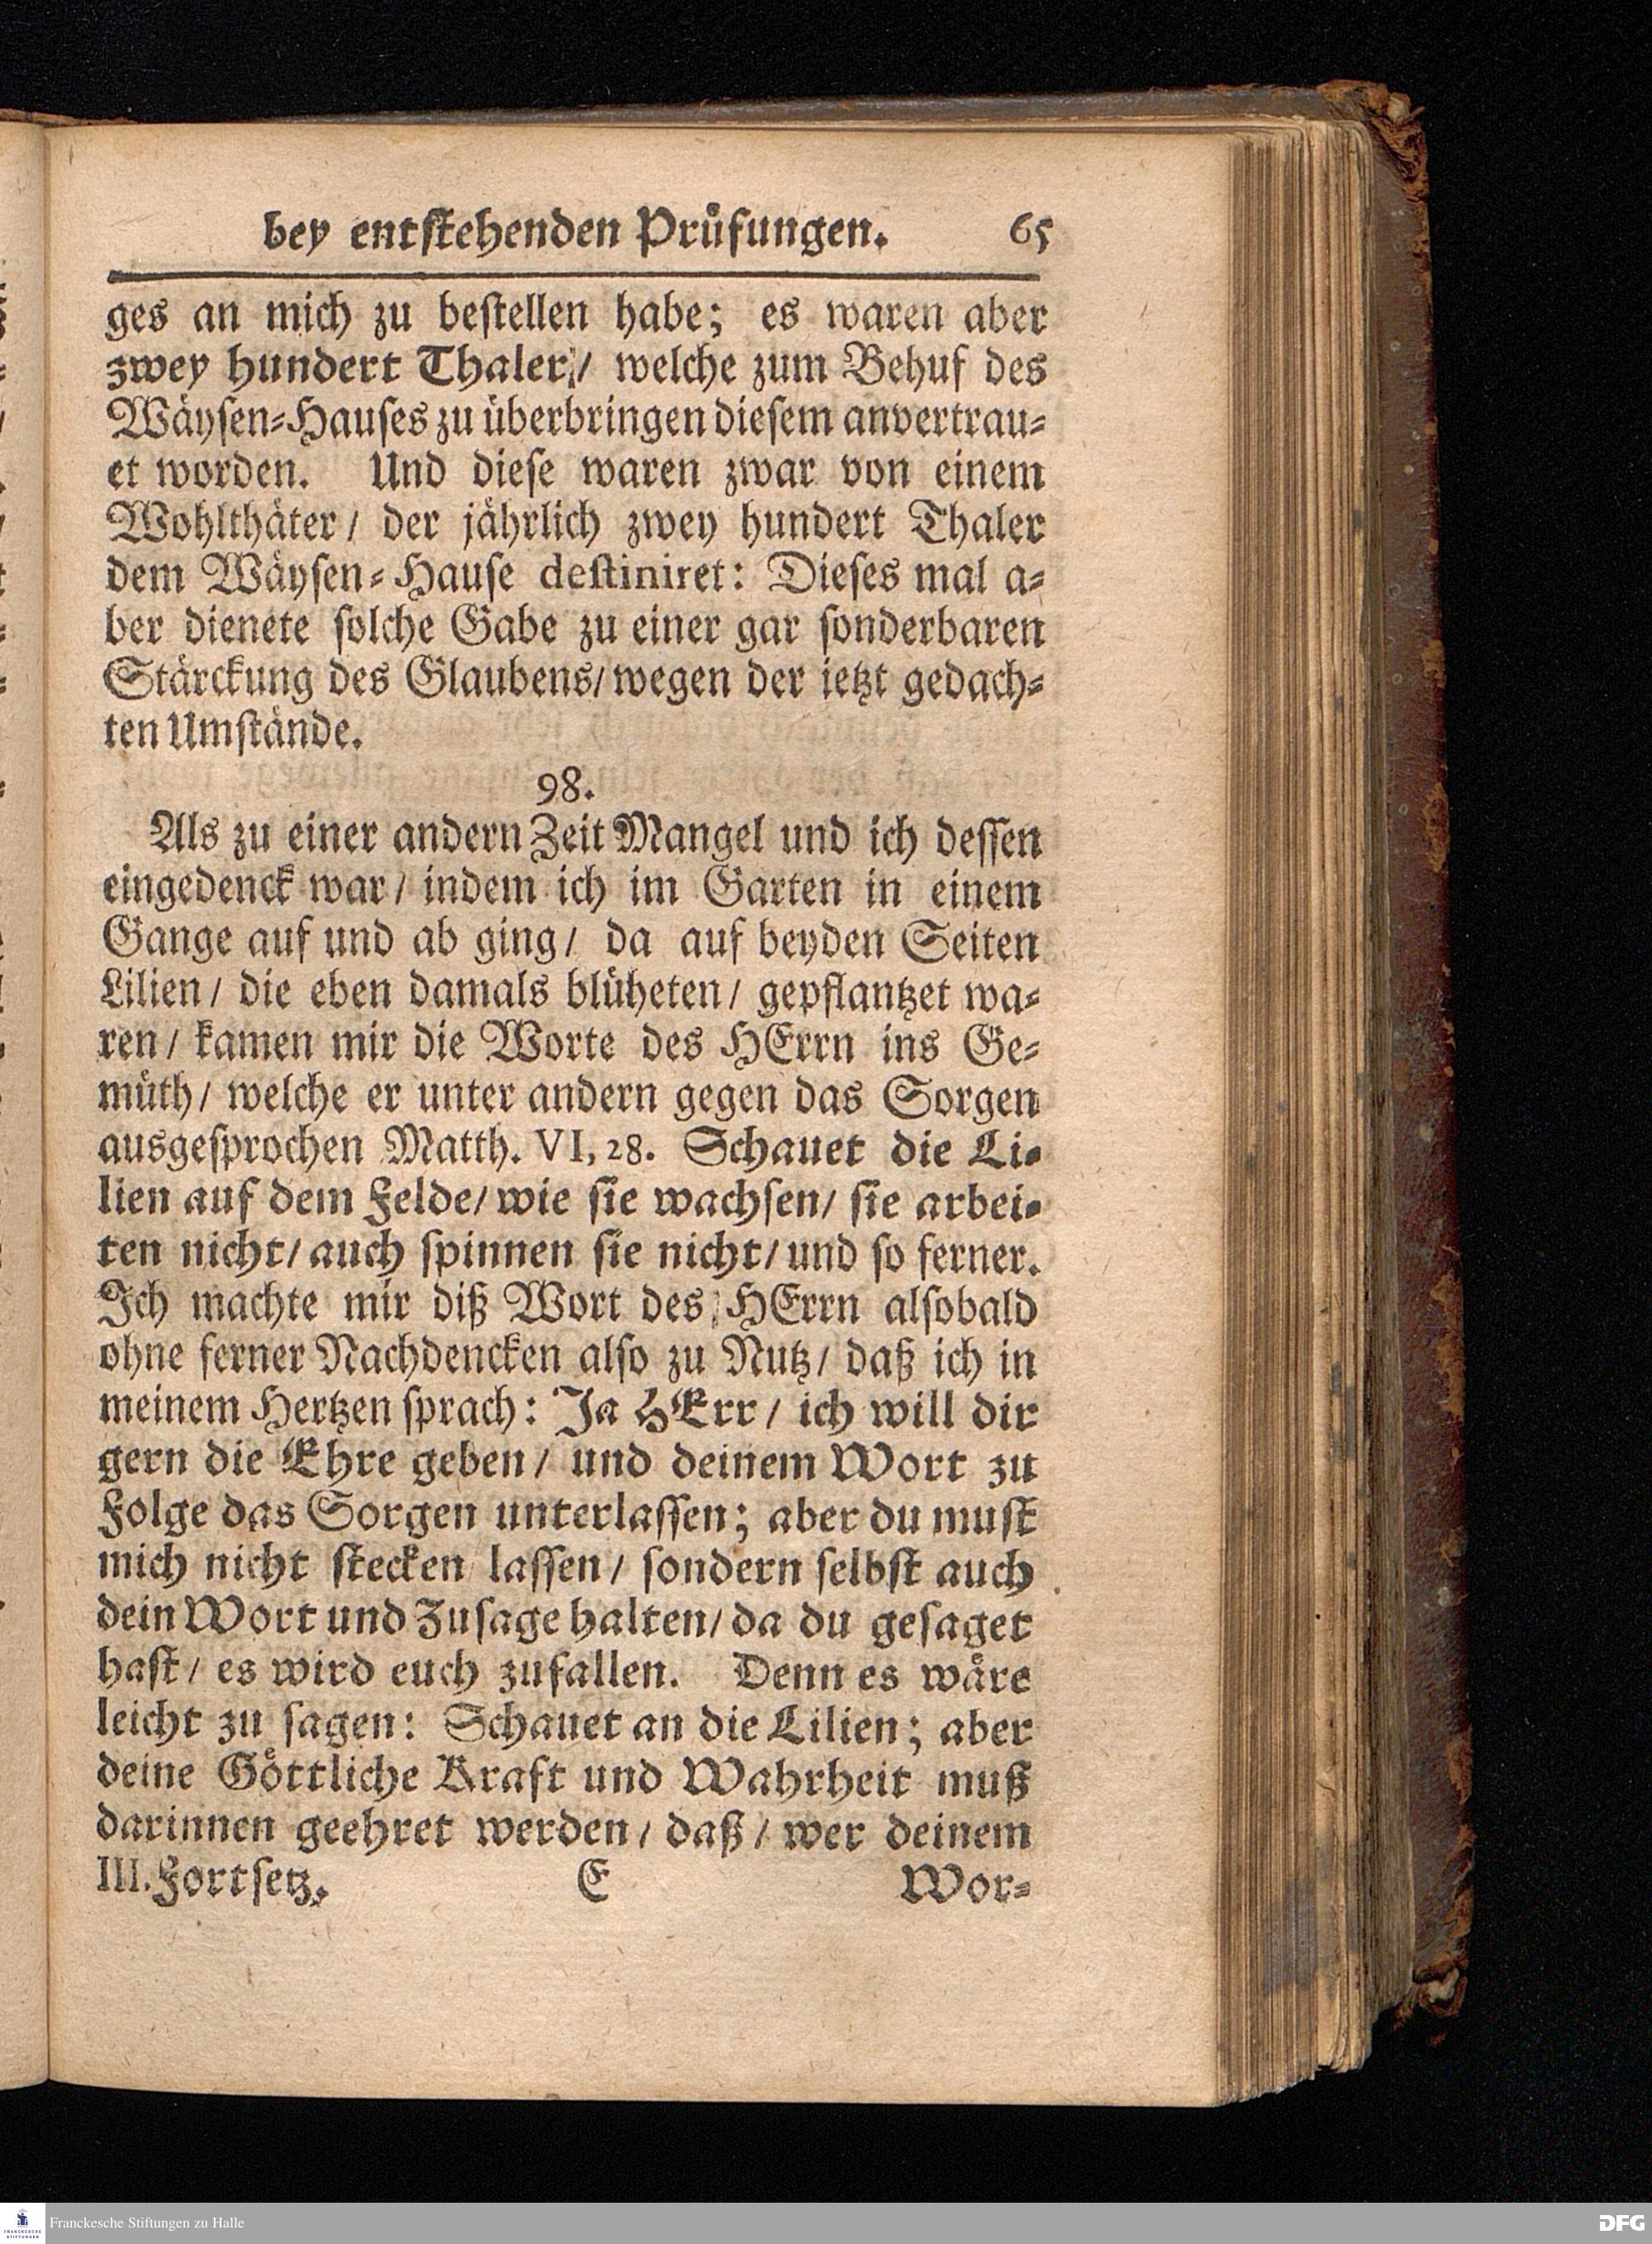 bey entstehenden Prüfungen. 65
ges an mich zu bestellen habe; es waren aber
zwey hundert Thaler/ welche zum Behuf des
Wäysen-Hauses zu überbringen diesem anvertrau-
et worden. Und diese waren zwar von einem
Wohlthäter/ der jährlich zwey hundert Thaler
dem Wäysen-Hause destiniret: Dieses mal a-
ber dienete solche Gabe zu einer gar sonderbaren
Stärckung des Glaubens/ wegen der ietzt gedach-
ten Umstände.
98.
Als zu einer andern Zeit Mangel und ich dessen
eingedenck war/ indem ich im Garten in einem
Gange auf und ab ging/ da auf beyden Seiten
Lilien/ die eben damals blüheten/ gepflantzet wa-
ren/ kamen mir die Worte des HErrn ins Ge-
müth/ welche er unter andern gegen das Sorgen
ausgesprochen Matth. VI, 28. Schauet die Li-
lien auf dem Felde/ wie sie wachsen/ sie arbei-
ten nicht/ auch spinnen sie nicht/ und so ferner.
Ich machte mir diß Wort des HErrn alsobald
ohne ferner Nachdencken also zu Nutz/ daß ich in
meinem Hertzen sprach: Ja HErr/ ich will dir
gern die Ehre geben/ und deinem Wort zu
Folge das Sorgen unterlassen; aber du must
mich nicht stecken lassen/ sondern selbst auch
dein Wort und Zusage halten/ da du gesaget
hast/ es wird euch zufallen. Denn es wäre
leicht zu sagen: Schauet an die Lilien; aber
deine Göttliche Kraft und Wahrheit muß
darinnen geehret werden/ daß/ wer deinem
III. Fortsetz. E Wor-
FRANCKESCHE
STIFTUNGEN
Franckesche Stiftungen zu Halle
DFG